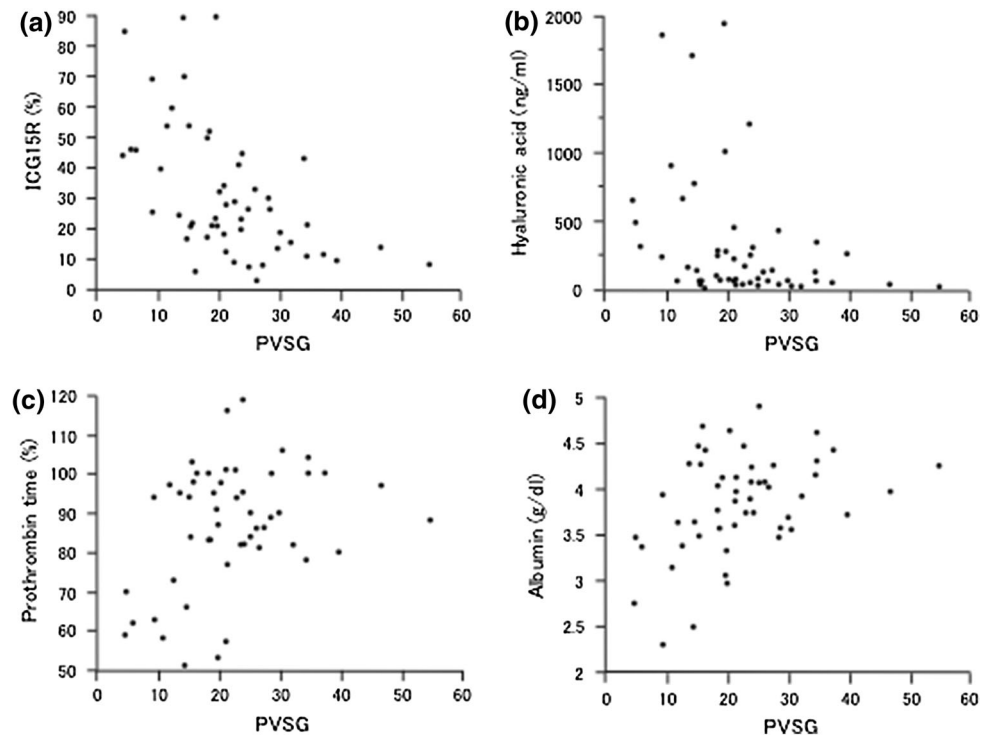 (a)
ICG15R (%)
90
80
70
60
50
40
30
20
10
0
0 10 20 30 40 50 60
PVSG
(b)
Hyaluronic acid (ng/ml)
2000
1500
1000
500
0
0 10 20 30 40 50 60
PVSG
(c)
Prothrombin time (%)
120
110
100
90
80
70
60
50
0 10 20 30 40 50 60
PVSG
(d)
Albumin (g/dl)
5
4.5
4
3.5
3
2.5
2
0 10 20 30 40 50 60
PVSG